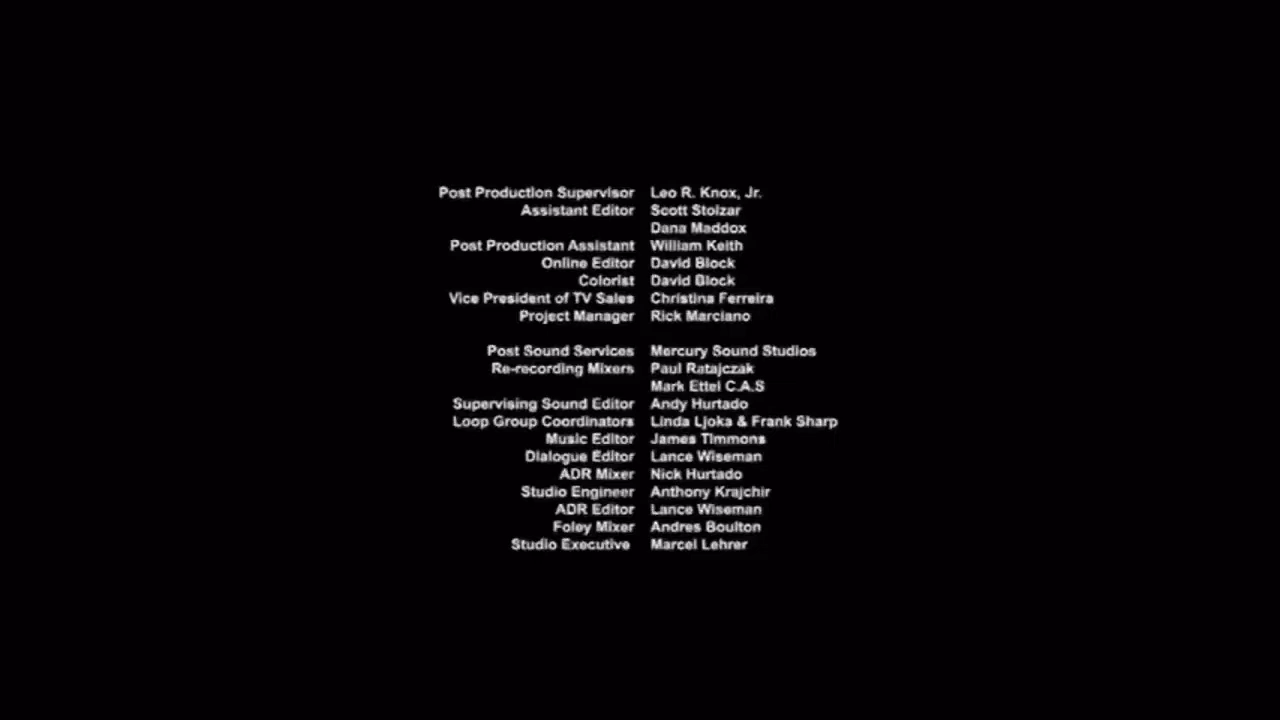 Post Production Supervisor Leo R. Knox, Jr.
Assistant Editor Scott Stolzar
Dana Maddox
Post Production Assistant William Keith
Online Editor David Block
Colorist David Block
Vice President of TV Sales Christina Ferreira
Project Manager Rick Marciano
Post Sound Services Mercury Sound Studios
Re-recording Mixers Paul Ratajczak
Mark Ettel C.A.S
Supervising Sound Editor Andy Hurtado
Loop Group Coordinators Linda Ljoka & Frank Sharp
Music Editor James Timmons
Dialogue Editor Lance Wiseman
ADR Mixer Nick Hurtado
Studio Engineer Anthony Krajchir
ADR Editor Lance Wiseman
Foley Mixer Andres Boulton
Studio Executive Marcel Lehrer